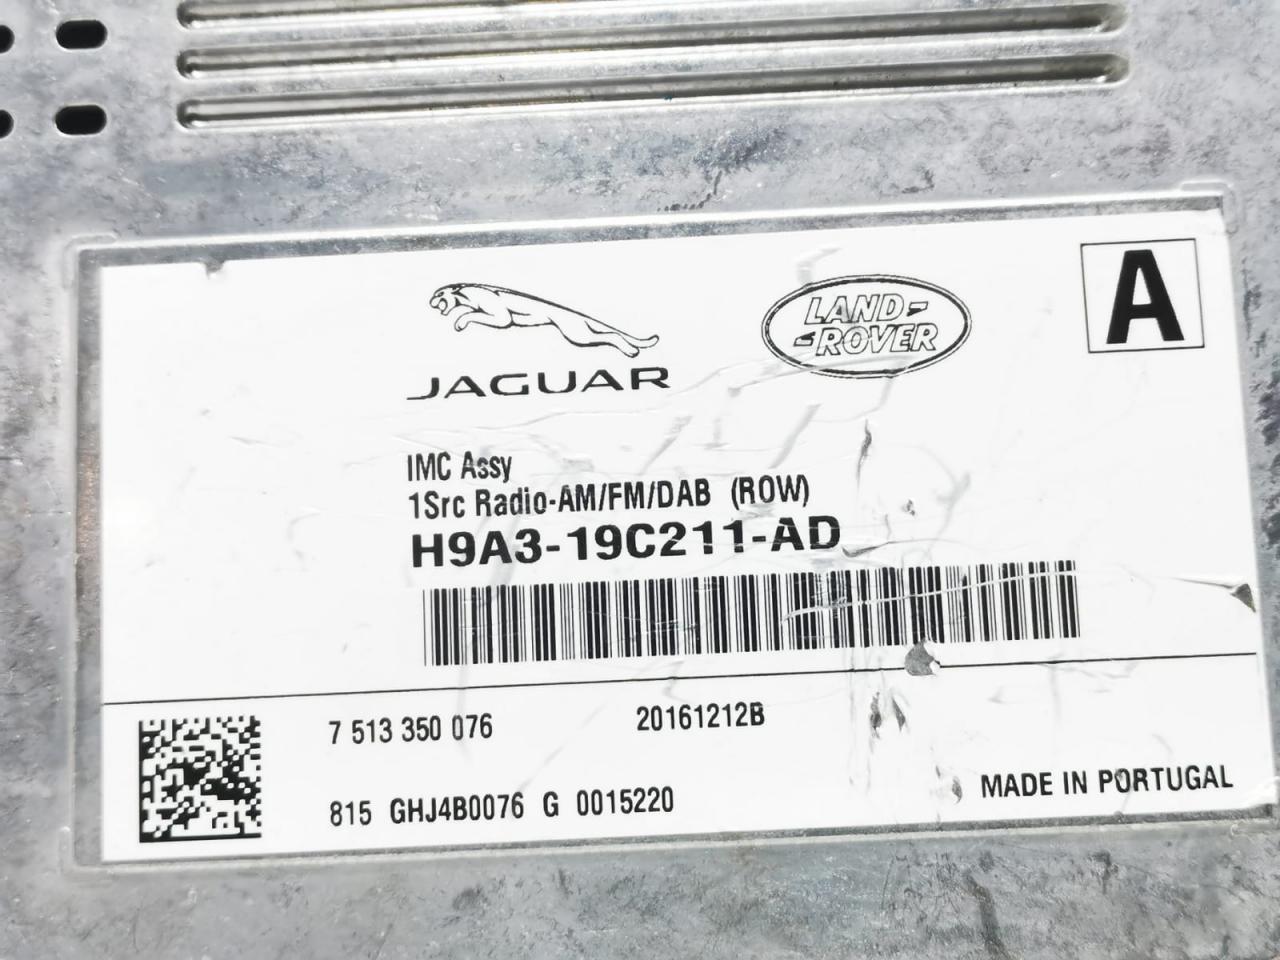 JAGUAR
LAND-
-ROVER
A
IMC Assy
1Src Radio-AM/FM/DAB (ROW)
H9A3-19C211-AD
7 513 350 076
20161212B
815 GHJ4B0076 G 0015220
MADE IN PORTUGAL